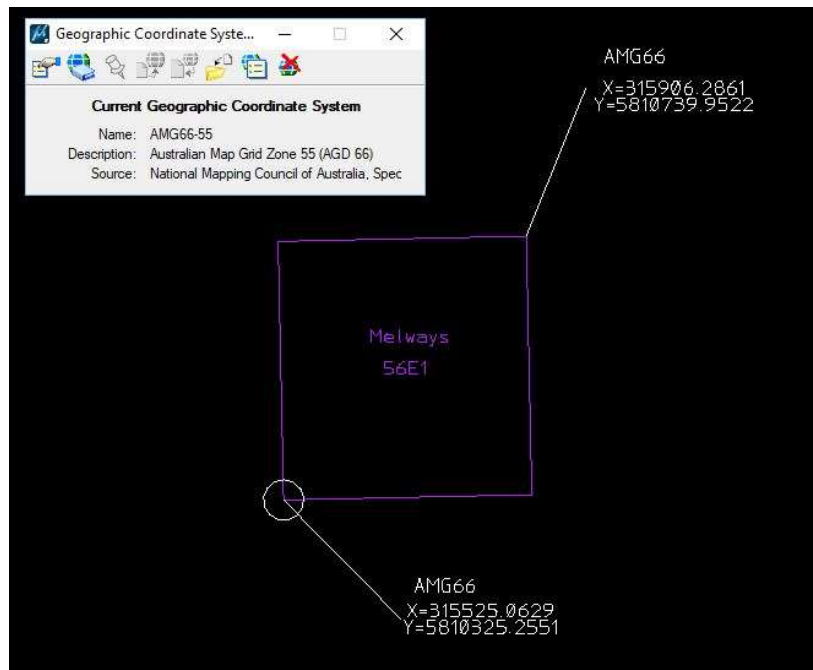 Geographic Coordinate Syste...
Current Geographic Coordinate System
Name: AMG66-55
Description: Australian Map Grid Zone 55 (AGD 66)
Source: National Mapping Council of Australia, Spec
AMG66
X=315906.2861
Y=5810739.9522
Melways
56E1
AMG66
X=315525.0629
Y=5810325.2551